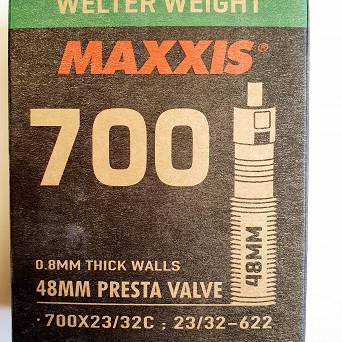 WELTER WEIGHT
MAXXIS®
700
48MM
0.8MM THICK WALLS
48MM PRESTA VALVE
·700X23/32C ; 23/32-622